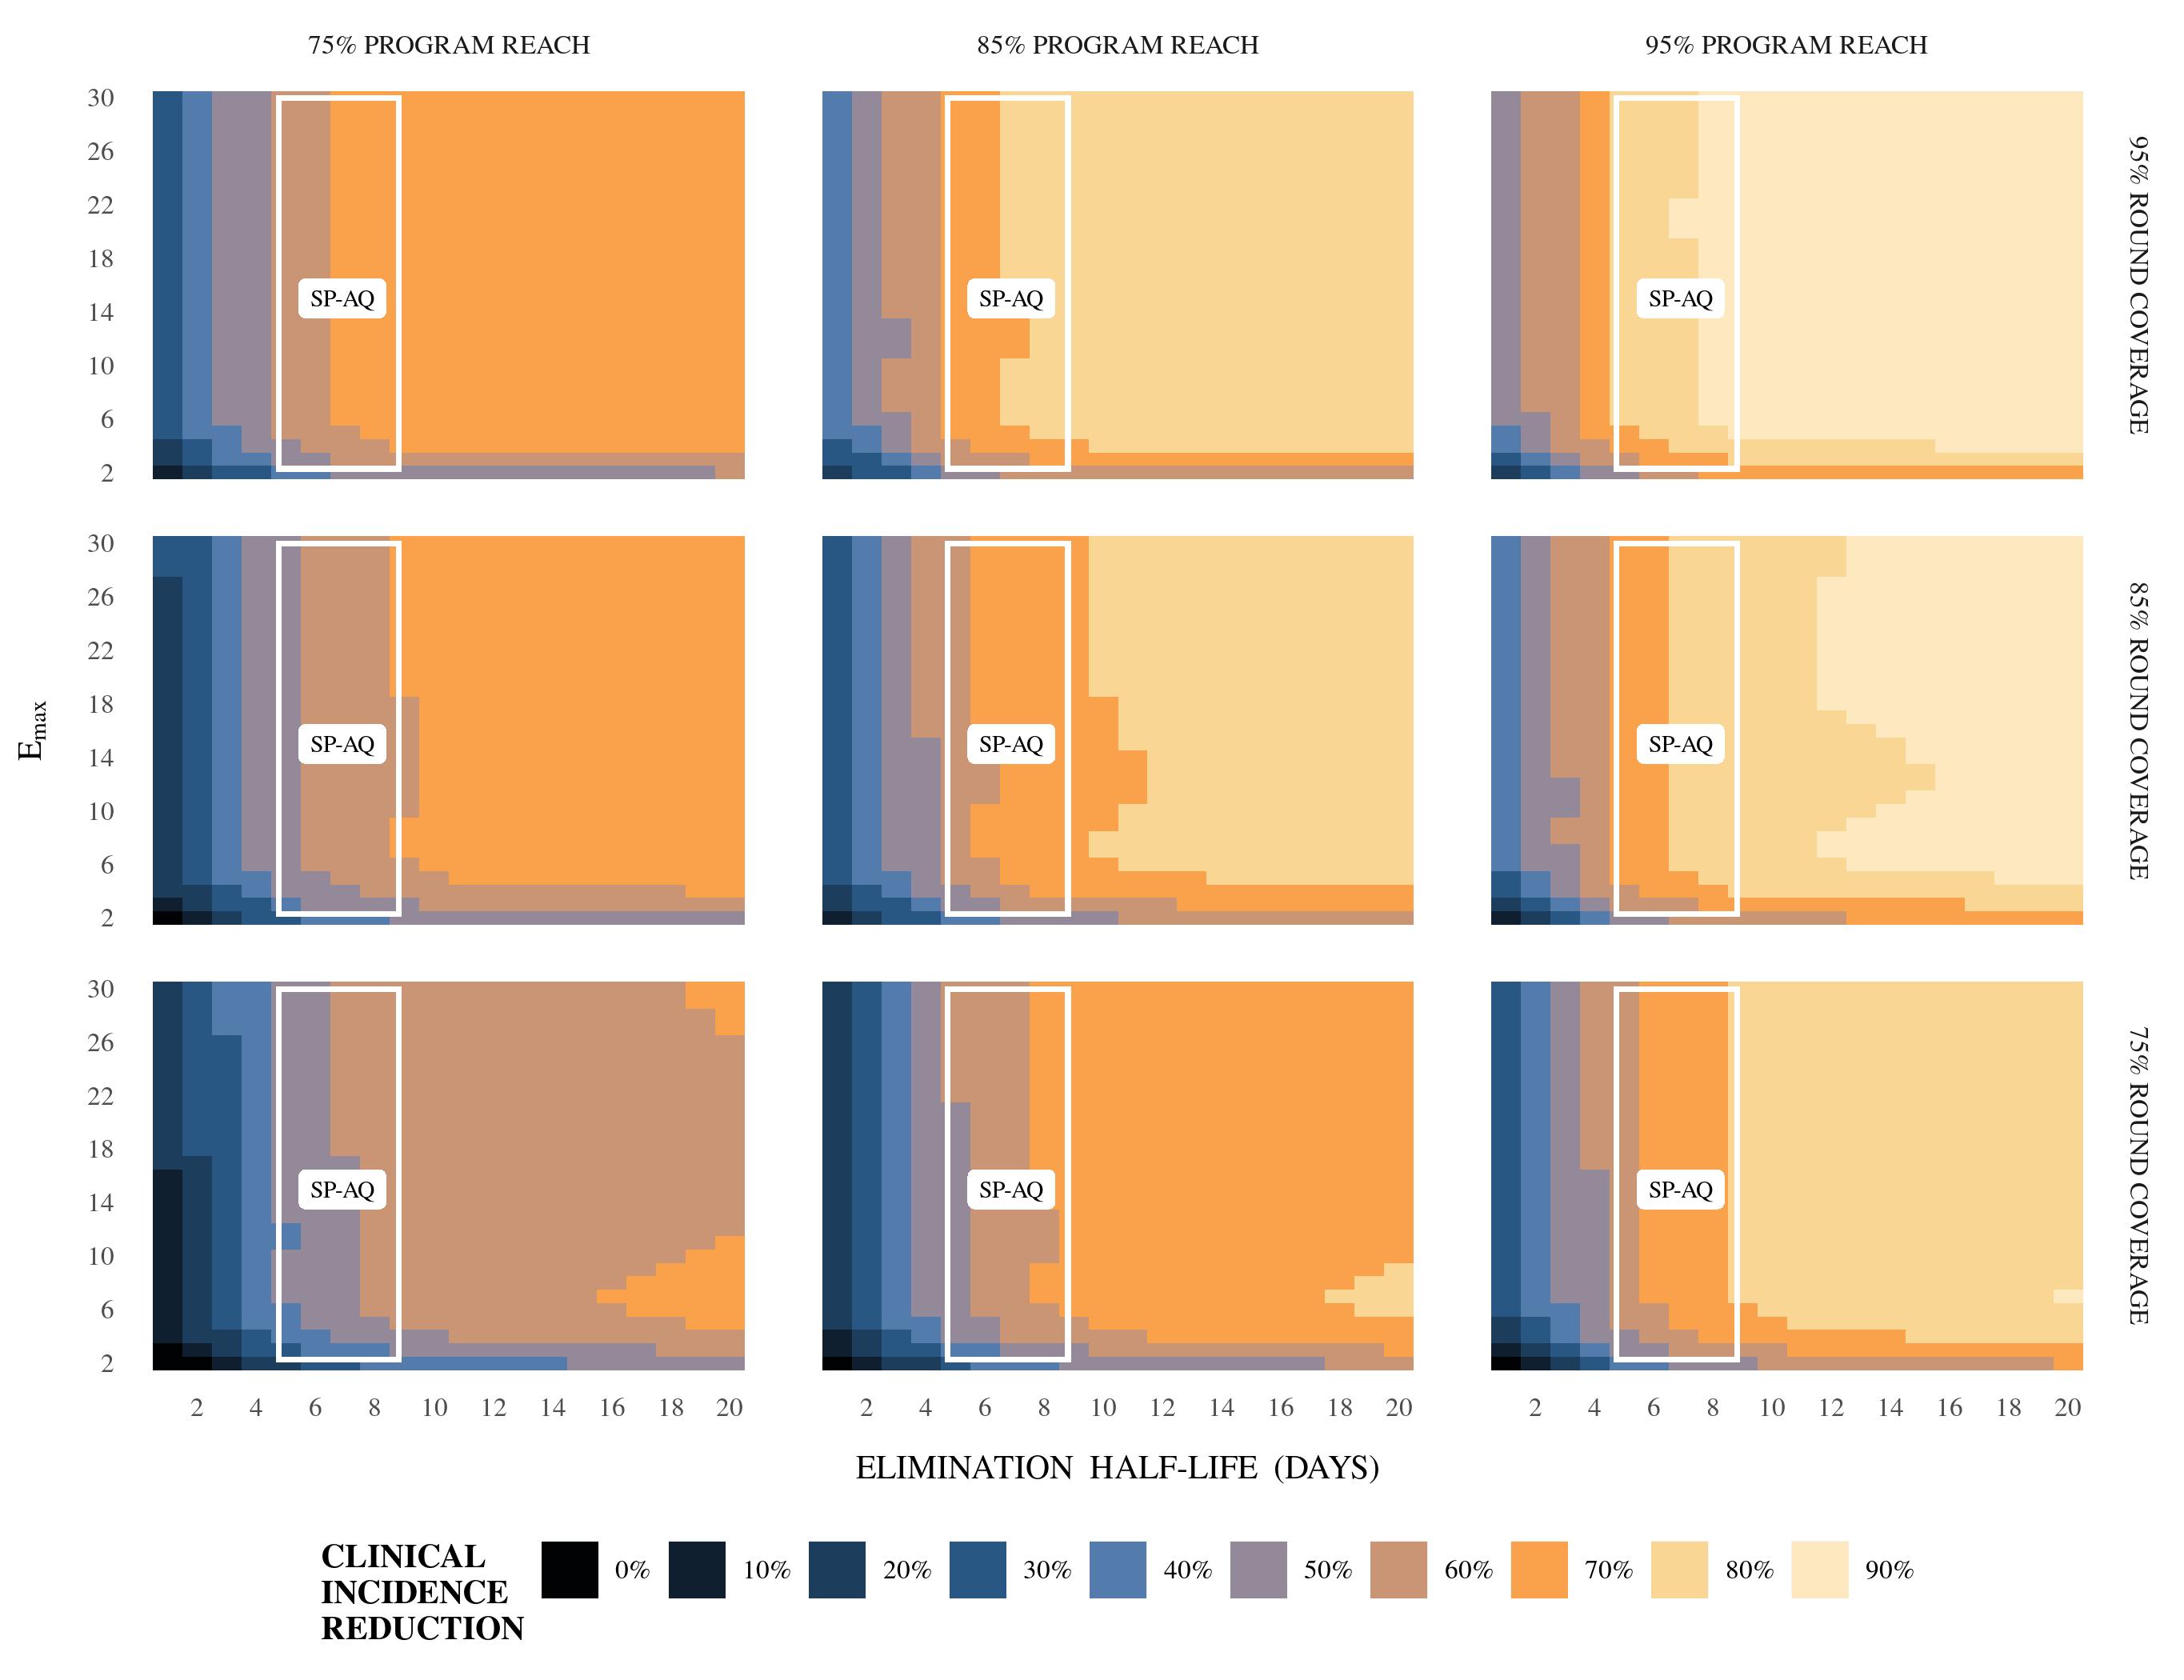 75% PROGRAM REACH
85% PROGRAM REACH
95% PROGRAM REACH
30
26
22
18
14
10
6
2
SP-AQ
SP-AQ
SP-AQ
95% ROUND COVERAGE
30
26
22
18
14
10
6
2
SP-AQ
SP-AQ
SP-AQ
85% ROUND COVERAGE
Emax
30
26
22
18
14
10
6
2
SP-AQ
SP-AQ
SP-AQ
75% ROUND COVERAGE
2 4 6 8 10 12 14 16 18 20
2 4 6 8 10 12 14 16 18 20
2 4 6 8 10 12 14 16 18 20
ELIMINATION HALF-LIFE (DAYS)
CLINICAL
INCIDENCE
REDUCTION
0% 10% 20% 30% 40% 50% 60% 70% 80% 90%